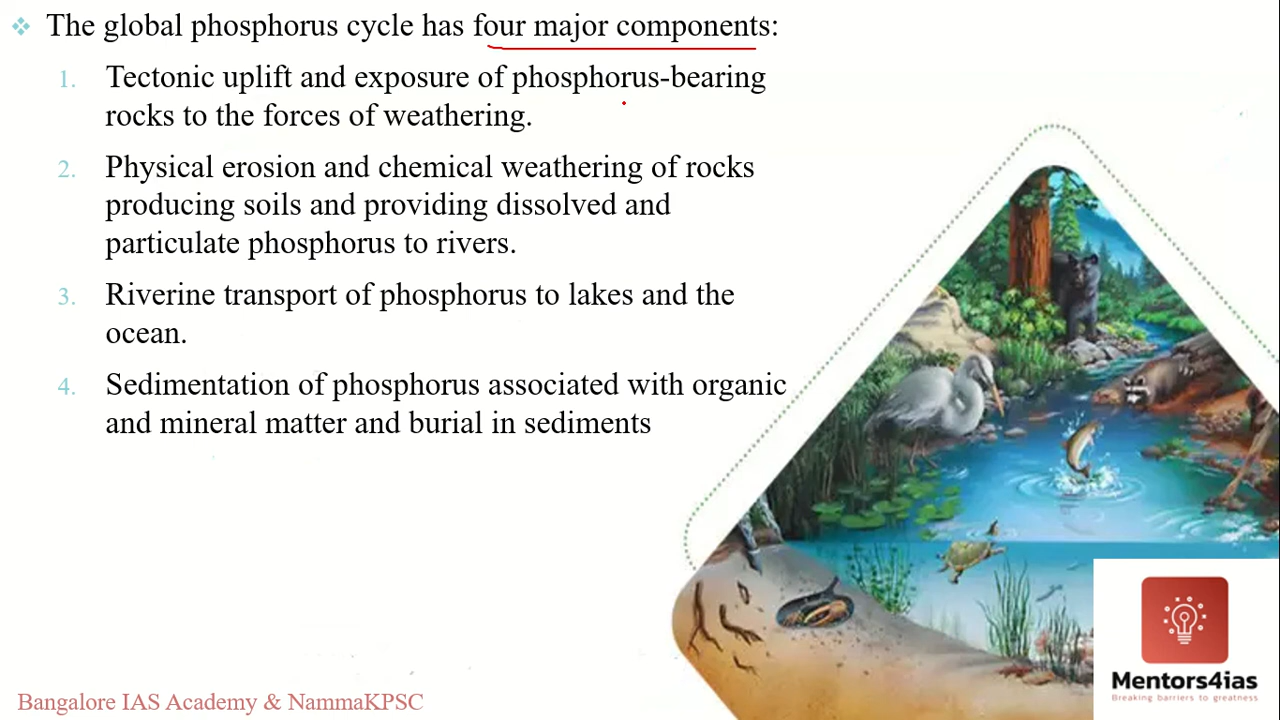 The global phosphorus cycle has four major components:
1. Tectonic uplift and exposure of phosphorus-bearing
rocks to the forces of weathering.
2. Physical erosion and chemical weathering of rocks
producing soils and providing dissolved and
particulate phosphorus to rivers.
3. Riverine transport of phosphorus to lakes and the
ocean.
4. Sedimentation of phosphorus associated with organic
and mineral matter and burial in sediments
Mentors4ias
Breaking barriers to greatness
Bangalore IAS Academy & NammaKPSC